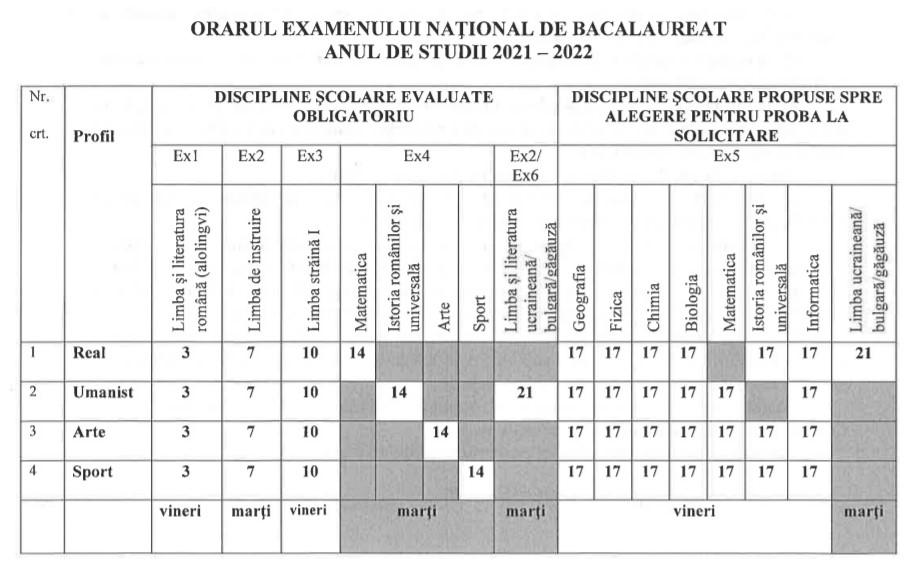 ORARUL EXAMENULUI NAȚIONAL DE BACALAUREAT
ANUL DE STUDII 2021 – 2022
Nr.
crt.
Profil
DISCIPLINE ȘCOLARE EVALUATE
OBLIGATORIU
DISCIPLINE ȘCOLARE PROPUSE SPRE
ALEGERE PENTRU PROBA LA
SOLICITARE
Ex1 Ex2 Ex3 Ex4 Ex2/
Ex6
Ex5
Limba și literatura
română (alolingvi)
Limba de instruire
Limba străină I
Matematica
Istoria românilor și
universală
Arte
Sport
Limba și literatura
ucraineană/
bulgară/găgăuză
Geografia
Fizica
Chimia
Biologia
Matematica
Istoria românilor și
universală
Informatica
Limba ucraineană/
bulgară/găgăuză
1 Real 3 7 10 14 17 17 17 17 17 17 21
2 Umanist 3 7 10 14 21 17 17 17 17 17 17
3 Arte 3 7 10 14 17 17 17 17 17 17 17
4 Sport 3 7 10 14 17 17 17 17 17 17 17
vineri marți vineri marți marți vineri marți